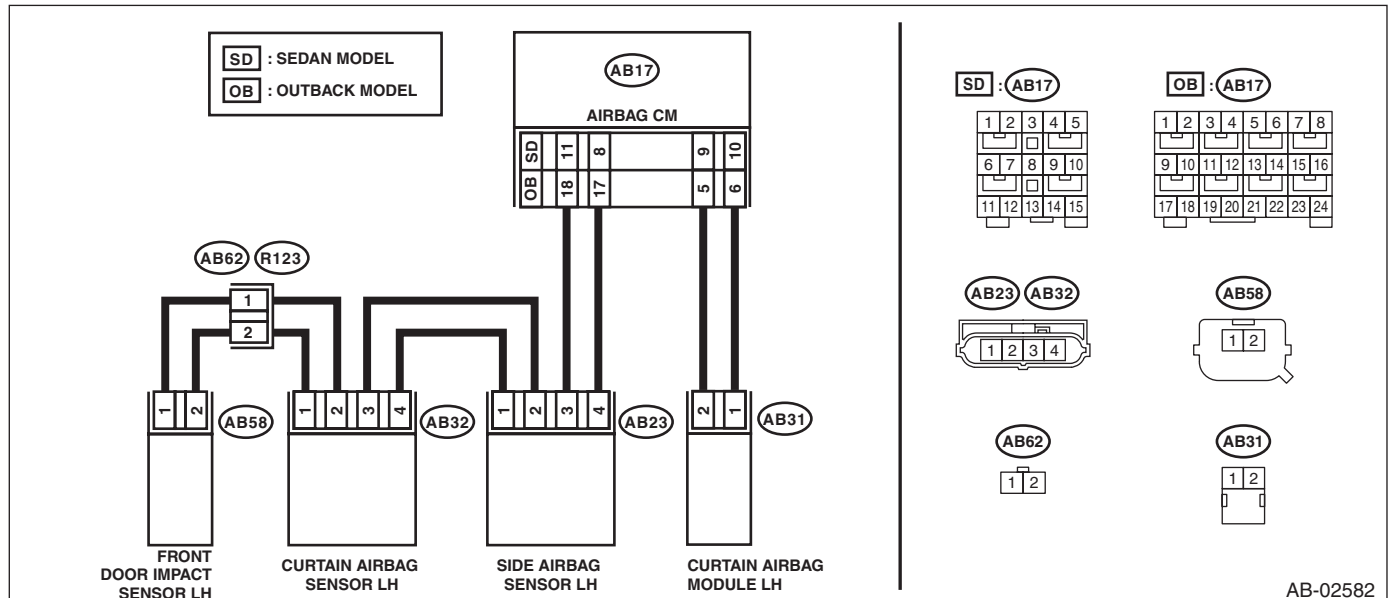 SD : SEDAN MODEL
OB : OUTBACK MODEL
AB17
AIRBAG CM
SD 11 8 9 10
OB 18 17 5 6
AB62 R123
1
2
1 2 AB58
1 2 3 4 AB32
1 2 3 4 AB23
2 1 AB31
FRONT
DOOR IMPACT
SENSOR LH
CURTAIN AIRBAG
SENSOR LH
SIDE AIRBAG
SENSOR LH
CURTAIN AIRBAG
MODULE LH
SD : AB17
1 2 3 4 5
6 7 8 9 10
11 12 13 14 15
OB : AB17
1 2 3 4 5 6 7 8
9 10 11 12 13 14 15 16
17 18 19 20 21 22 23 24
AB23 AB32
1 2 3 4
AB58
1 2
AB62
1 2
AB31
1 2
AB-02582